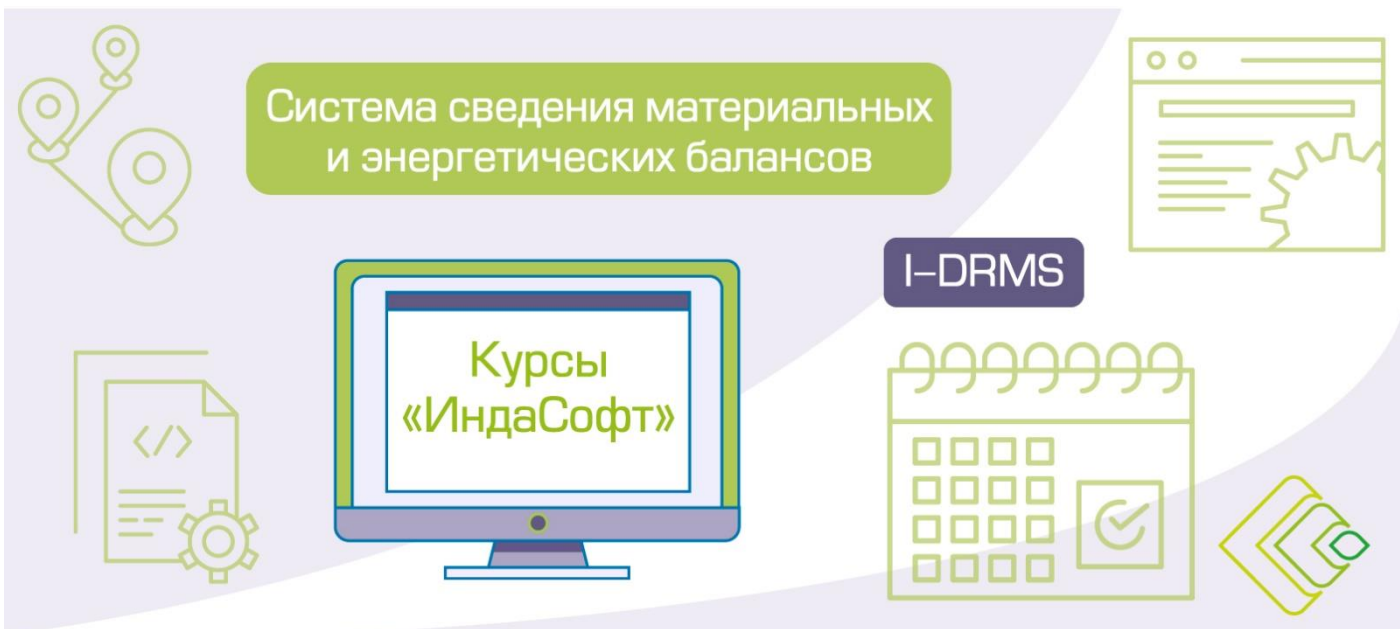 Система сведения материальных
и энергетических балансов
I-DRMS
Курсы
«ИндаСофт»